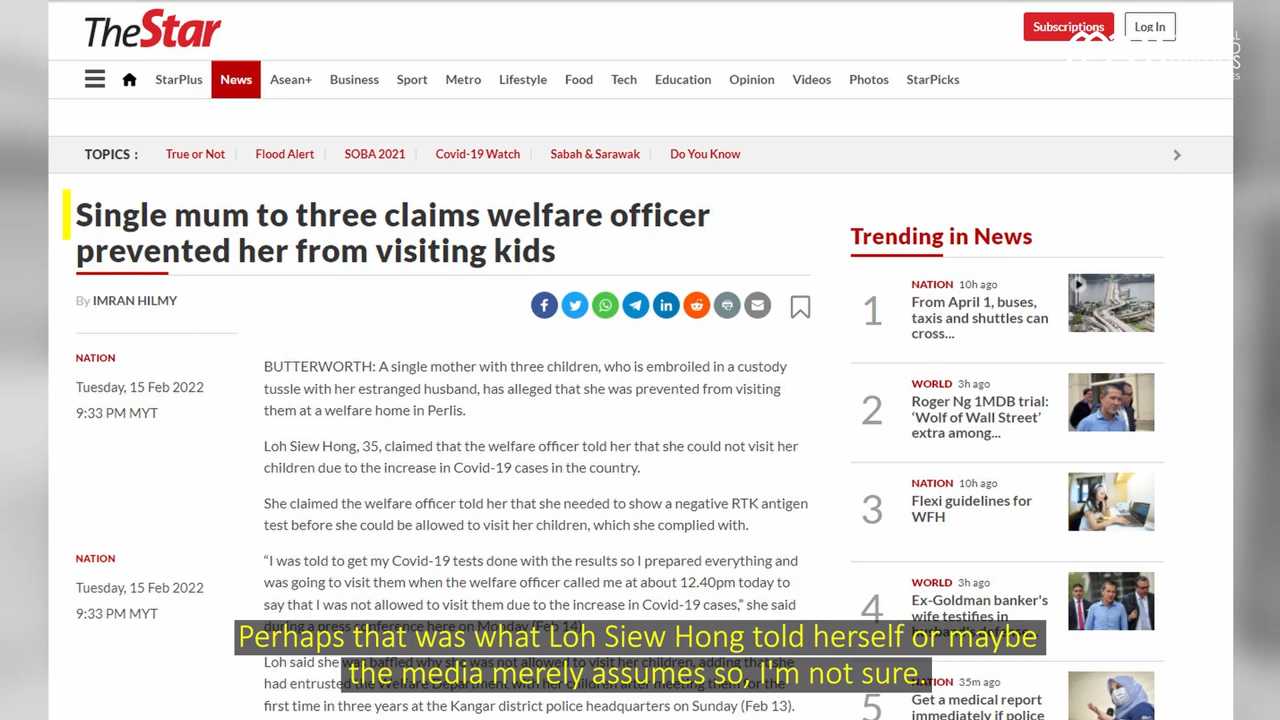 TheStar
Subscriptions
Log In
StarPlus
News
Asean+
Business
Sport
Metro
Lifestyle
Food
Tech
Education
Opinion
Videos
Photos
StarPicks
TOPICS :
True or Not
Flood Alert
SOBA 2021
Covid-19 Watch
Sabah & Sarawak
Do You Know
Single mum to three claims welfare officer
prevented her from visiting kids
By IMRAN HILMY
NATION
Tuesday, 15 Feb 2022
9:33 PM MYT
BUTTERWORTH: A single mother with three children, who is embroiled in a custody
tussle with her estranged husband, has alleged that she was prevented from visiting
them at a welfare home in Perlis.
Loh Siew Hong, 35, claimed that the welfare officer told her that she could not visit her
children due to the increase in Covid-19 cases in the country.
She claimed the welfare officer told her that she needed to show a negative RTK antigen
test before she could be allowed to visit her children, which she complied with.
NATION
Tuesday, 15 Feb 2022
9:33 PM MYT
“I was told to get my Covid-19 tests done with the results so I prepared everything and
was going to visit them when the welfare officer called me at about 12.40pm today to
say that I was not allowed to visit them due to the increase in Covid-19 cases,” she said
during a press conference here on Monday (Feb 14).
Loh said she was baffled why she was not allowed to visit her children, adding that she
had entrusted the Welfare Department with her children after meeting them for the
first time in three years at the Kangar district police headquarters on Sunday (Feb 13).
Trending in News
1
NATION 10h ago
From April 1, buses,
taxis and shuttles can
cross...
2
WORLD 3h ago
Roger Ng 1MDB trial:
‘Wolf of Wall Street’
extra among...
3
NATION 10h ago
Flexi guidelines for
WFH
4
WORLD 3h ago
Ex-Goldman banker's
wife testifies in
husband's defence...
5
NATION 35m ago
Get a medical report
immediately if police
Perhaps that was what Loh Siew Hong told herself or maybe
the media merely assumes so, I'm not sure.